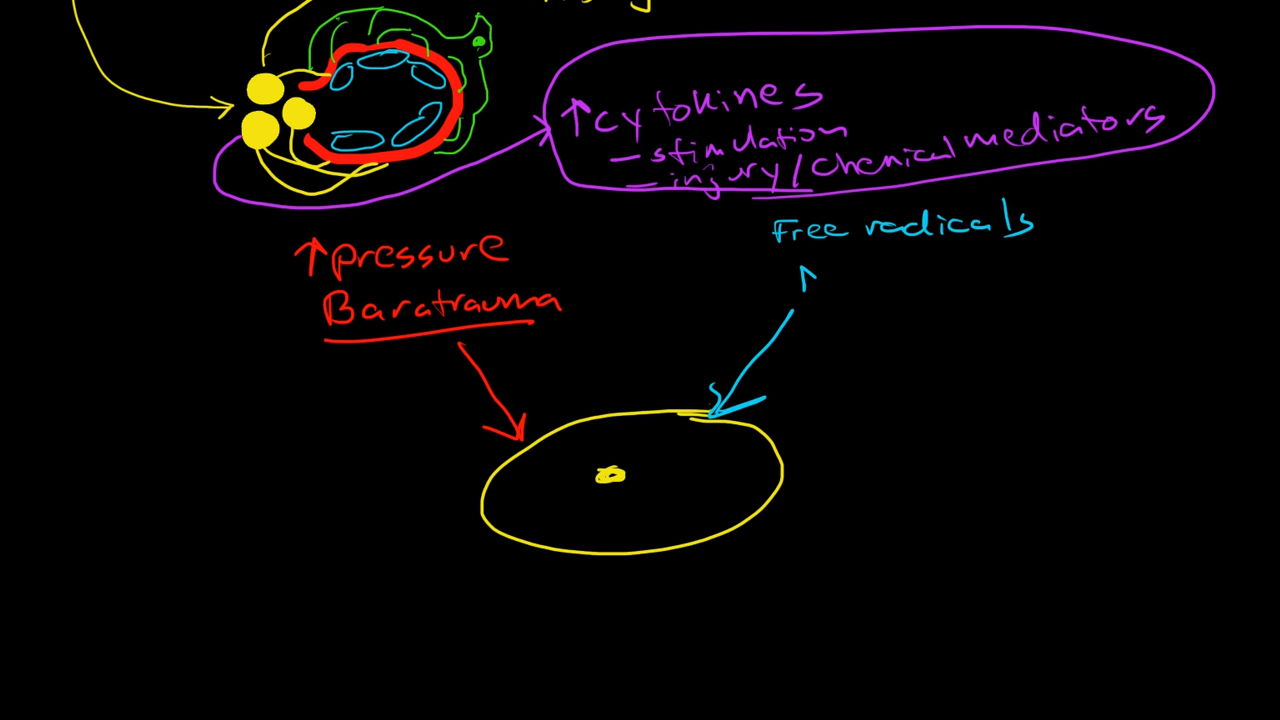 ↑ cytokines
– stimulation
– injury / chemical mediators
Free radicals
↑
↑ pressure
Baratrauma